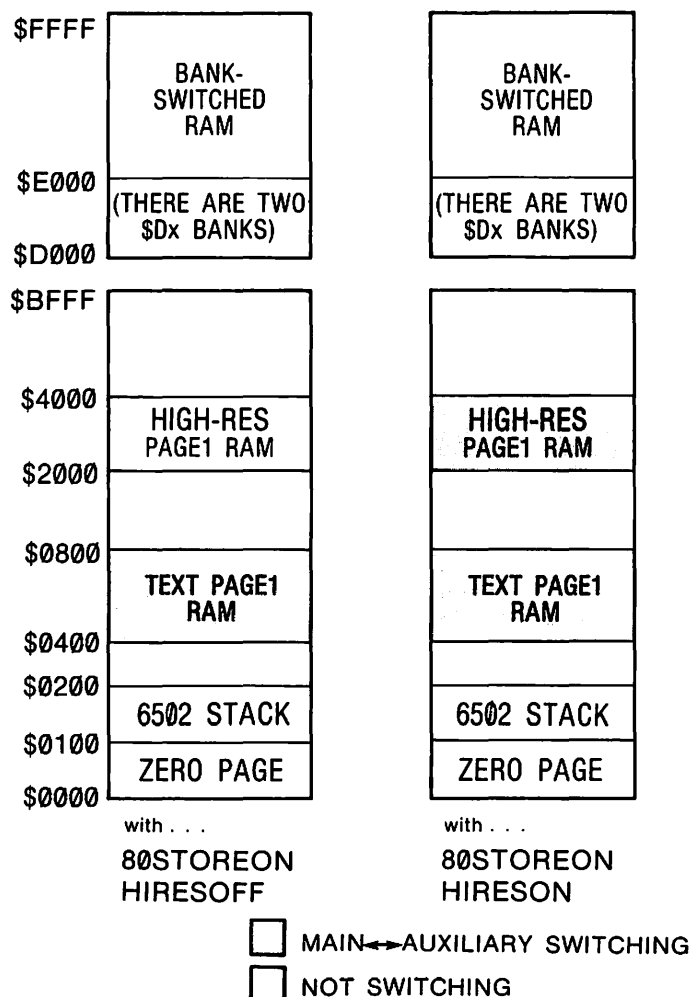 $FFFF
BANK-
SWITCHED
RAM
BANK-
SWITCHED
RAM
$E000
(THERE ARE TWO
$Dx BANKS)
(THERE ARE TWO
$Dx BANKS)
$D000
$BFFF
$4000
HIGH-RES
PAGE1 RAM
HIGH-RES
PAGE1 RAM
$2000
$0800
TEXT PAGE1
RAM
TEXT PAGE1
RAM
$0400
$0200
6502 STACK
6502 STACK
$0100
ZERO PAGE
ZERO PAGE
$0000
with . . .
80STOREON
HIRESOFF
with . . .
80STOREON
HIRESON
MAIN↔AUXILIARY SWITCHING
NOT SWITCHING